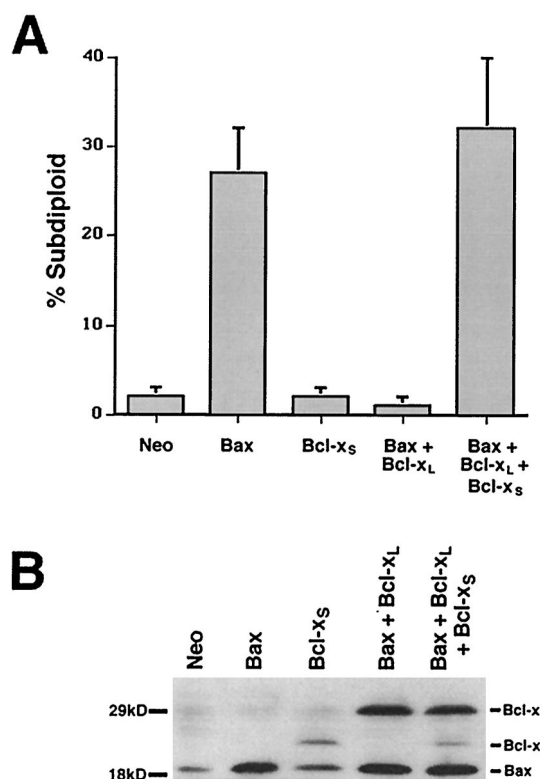 A
40
30
20
10
0
% Subdiploid
Neo
Bax
Bcl-xS
Bax +
Bcl-xL
Bax +
Bcl-xL +
Bcl-xS
B
Neo
Bax
Bcl-xS
Bax + Bcl-xL
Bax + Bcl-xL
+ Bcl-xS
29kD
18kD
Bcl-x
Bcl-x
Bax